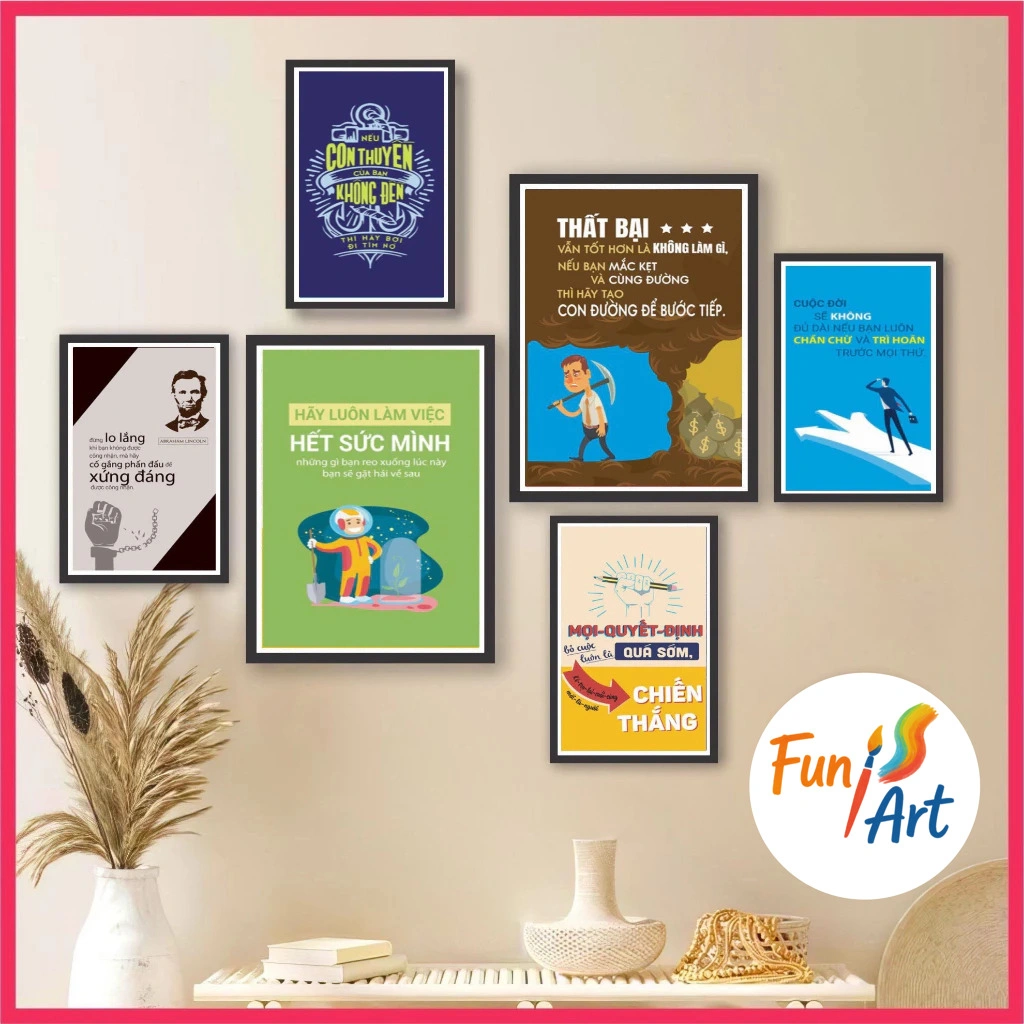 NẾU
CON THUYỀN
CỦA BẠN
KHÔNG ĐẾN
THÌ HÃY BƠI
ĐI TÌM NÓ
THẤT BẠI
VẪN TỐT HƠN LÀ KHÔNG LÀM GÌ,
NẾU BẠN MẮC KẸT
VÀ CÙNG ĐƯỜNG
THÌ HÃY TẠO
CON ĐƯỜNG ĐỂ BƯỚC TIẾP.
CUỘC ĐỜI
SẼ KHÔNG
ĐỦ DÀI NẾU BẠN LUÔN
CHẦN CHỪ VÀ TRÌ HOÃN
TRƯỚC MỌI THỨ
ABRAHAM LINCOLN
đừng lo lắng
khi bạn không được
công nhận, mà hãy
cố gắng phấn đấu để
xứng đáng
được công nhận
HÃY LUÔN LÀM VIỆC
HẾT SỨC MÌNH
những gì bạn reo xuống lúc này
bạn sẽ gặt hái về sau
MỌI-QUYẾT-ĐỊNH
bỏ cuộc
luôn là QUÁ SỚM,
CHIẾN
THẮNG
Fun
Art